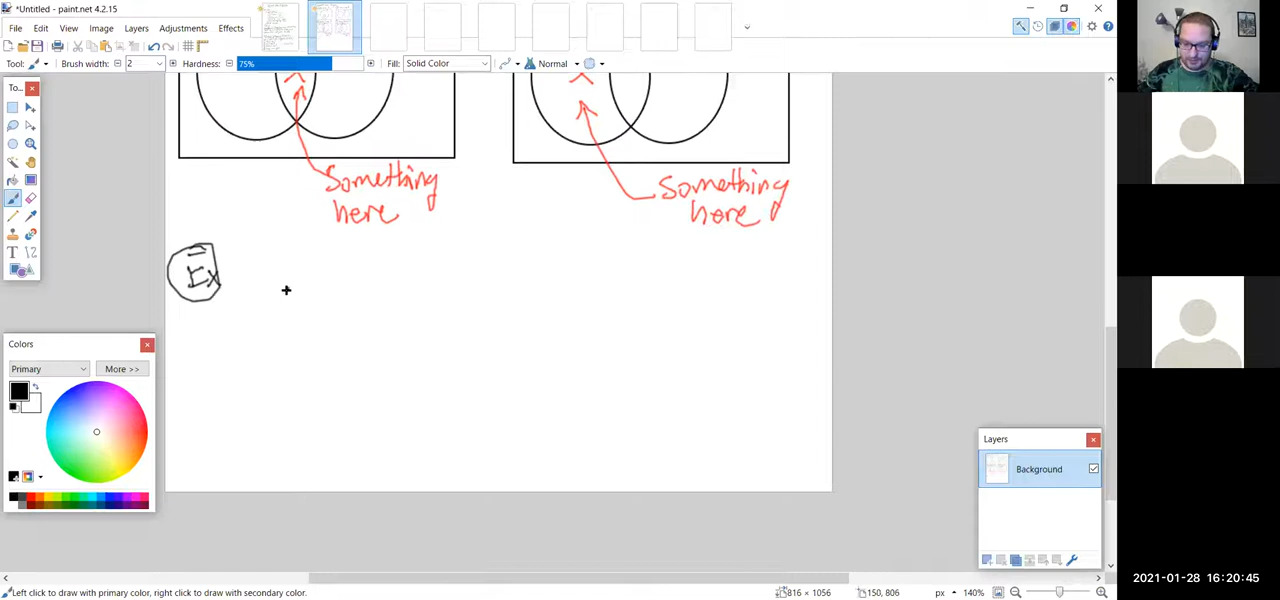 *Untitled - paint.net 4.2.15
File Edit View Image Layers Adjustments Effects
Tool: Brush width: 2 Hardness: 75% Fill: Solid Color Normal
To...
Something
here
Something
here
Ex
Colors
Primary More >>
Layers
Background
Left click to draw with primary color, right click to draw with secondary color. 816 × 1056 150, 806 px 140%
2021-01-28 16:20:45